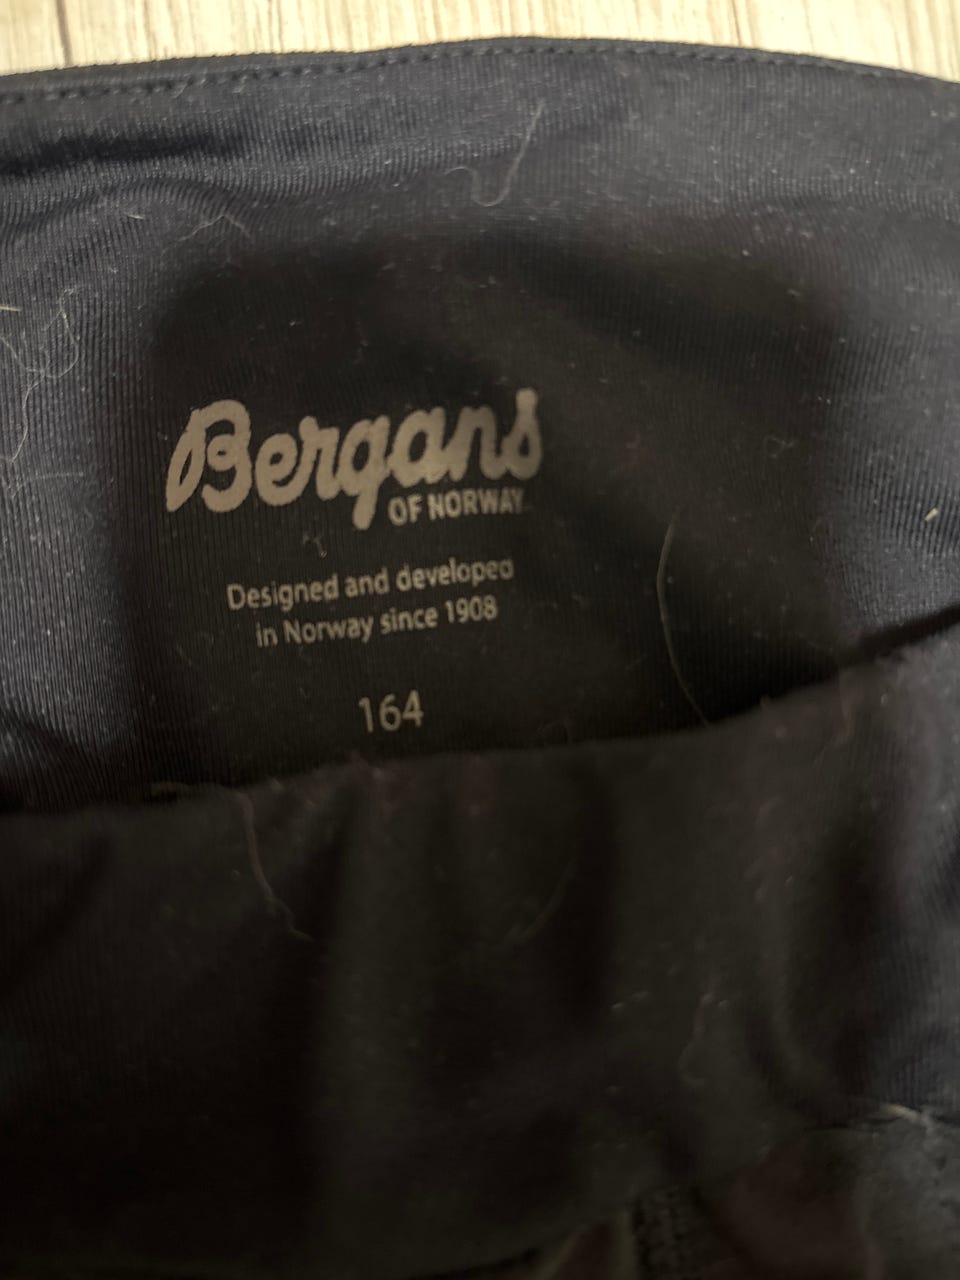 Bergans
OF NORWAY
Designed and developed
in Norway since 1908
164